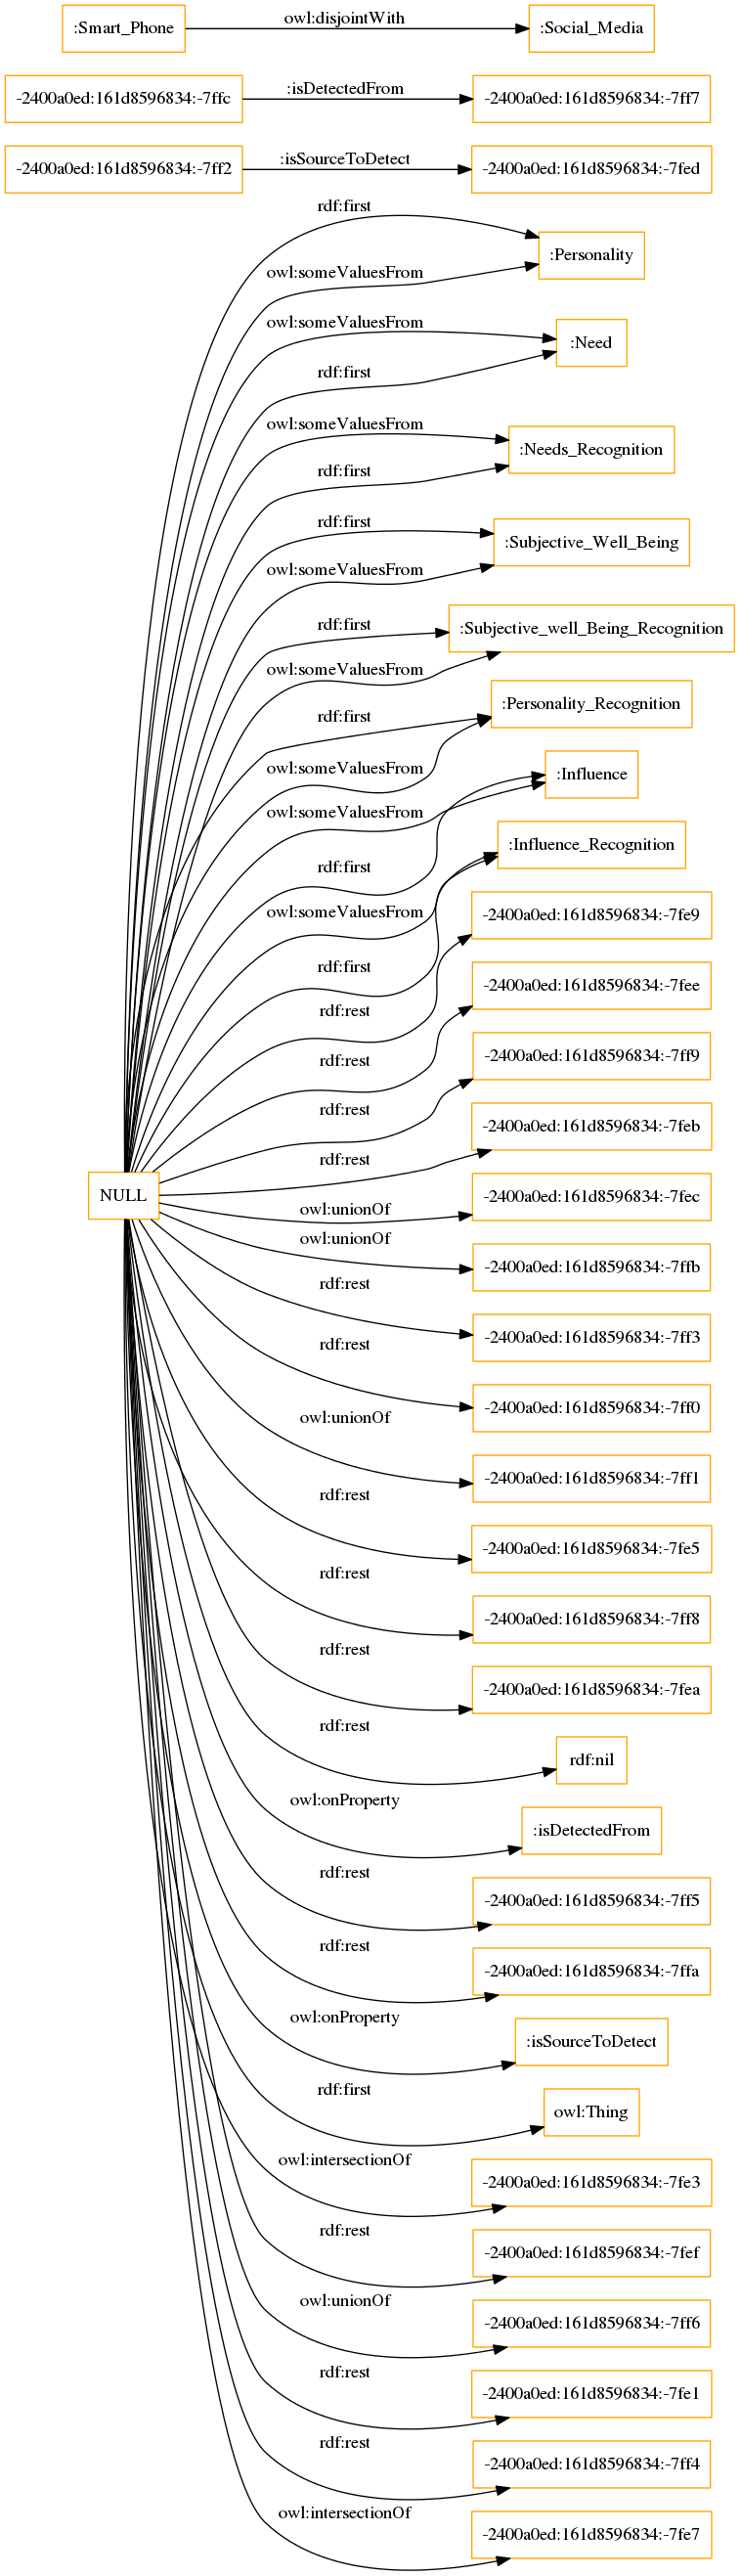 :Smart_Phone owl:disjointWith :Social_Media
-2400a0ed:161d8596834:-7ffc :isDetectedFrom -2400a0ed:161d8596834:-7ff7
-2400a0ed:161d8596834:-7ff2 :isSourceToDetect -2400a0ed:161d8596834:-7fed
rdf:first
:Personality
owl:someValuesFrom
owl:someValuesFrom
:Need
rdf:first
owl:someValuesFrom
:Needs_Recognition
rdf:first
rdf:first
:Subjective_Well_Being
owl:someValuesFrom
rdf:first
:Subjective_well_Being_Recognition
owl:someValuesFrom
:Personality_Recognition
rdf:first
owl:someValuesFrom
:Influence
owl:someValuesFrom
:Influence_Recognition
rdf:first
owl:someValuesFrom
-2400a0ed:161d8596834:-7fe9
rdf:first
-2400a0ed:161d8596834:-7fee
rdf:rest
-2400a0ed:161d8596834:-7ff9
rdf:rest
rdf:rest
-2400a0ed:161d8596834:-7feb
rdf:rest
NULL
-2400a0ed:161d8596834:-7fec
owl:unionOf
owl:unionOf
-2400a0ed:161d8596834:-7ffb
rdf:rest
-2400a0ed:161d8596834:-7ff3
rdf:rest
-2400a0ed:161d8596834:-7ff0
owl:unionOf
-2400a0ed:161d8596834:-7ff1
rdf:rest
-2400a0ed:161d8596834:-7fe5
rdf:rest
-2400a0ed:161d8596834:-7ff8
rdf:rest
-2400a0ed:161d8596834:-7fea
rdf:rest
rdf:nil
owl:onProperty
:isDetectedFrom
rdf:rest
-2400a0ed:161d8596834:-7ff5
rdf:rest
-2400a0ed:161d8596834:-7ffa
owl:onProperty
:isSourceToDetect
rdf:first
owl:Thing
owl:intersectionOf
-2400a0ed:161d8596834:-7fe3
rdf:rest
-2400a0ed:161d8596834:-7fef
owl:unionOf
-2400a0ed:161d8596834:-7ff6
rdf:rest
-2400a0ed:161d8596834:-7fe1
rdf:rest
-2400a0ed:161d8596834:-7ff4
owl:intersectionOf
-2400a0ed:161d8596834:-7fe7